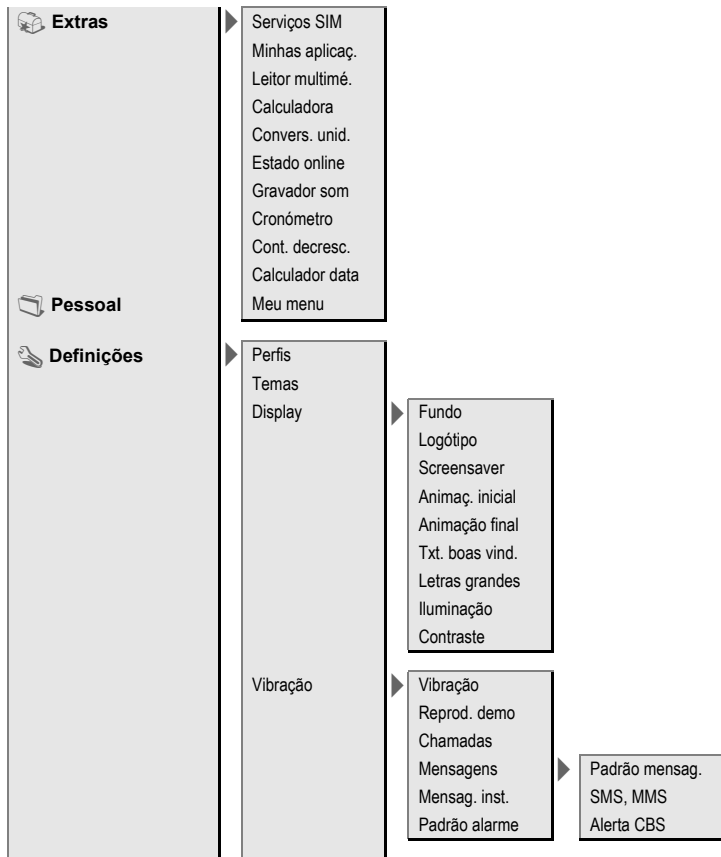 Extras
Serviços SIM
Minhas aplicaç.
Leitor multimé.
Calculadora
Convers. unid.
Estado online
Gravador som
Cronómetro
Cont. decresc.
Calculador data
Pessoal
Meu menu
Definições
Perfis
Temas
Display
Fundo
Logótipo
Screensaver
Animaç. inicial
Animação final
Txt. boas vind.
Letras grandes
Iluminação
Contraste
Vibração
Vibração
Reprod. demo
Chamadas
Mensagens
Padrão mensag.
SMS, MMS
Alerta CBS
Mensag. inst.
Padrão alarme